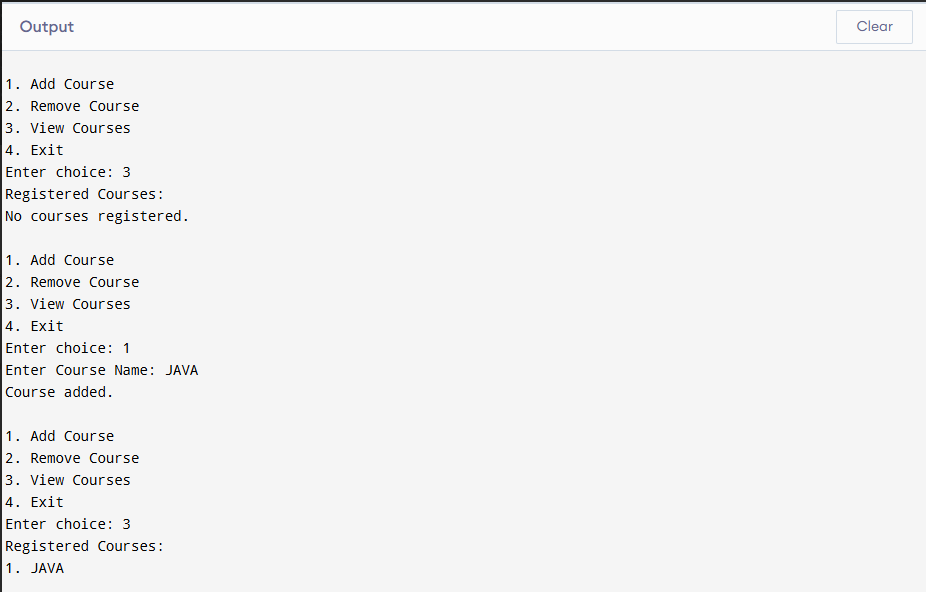 Output
Clear
1. Add Course
2. Remove Course
3. View Courses
4. Exit
Enter choice: 3
Registered Courses:
No courses registered.
1. Add Course
2. Remove Course
3. View Courses
4. Exit
Enter choice: 1
Enter Course Name: JAVA
Course added.
1. Add Course
2. Remove Course
3. View Courses
4. Exit
Enter choice: 3
Registered Courses:
1. JAVA